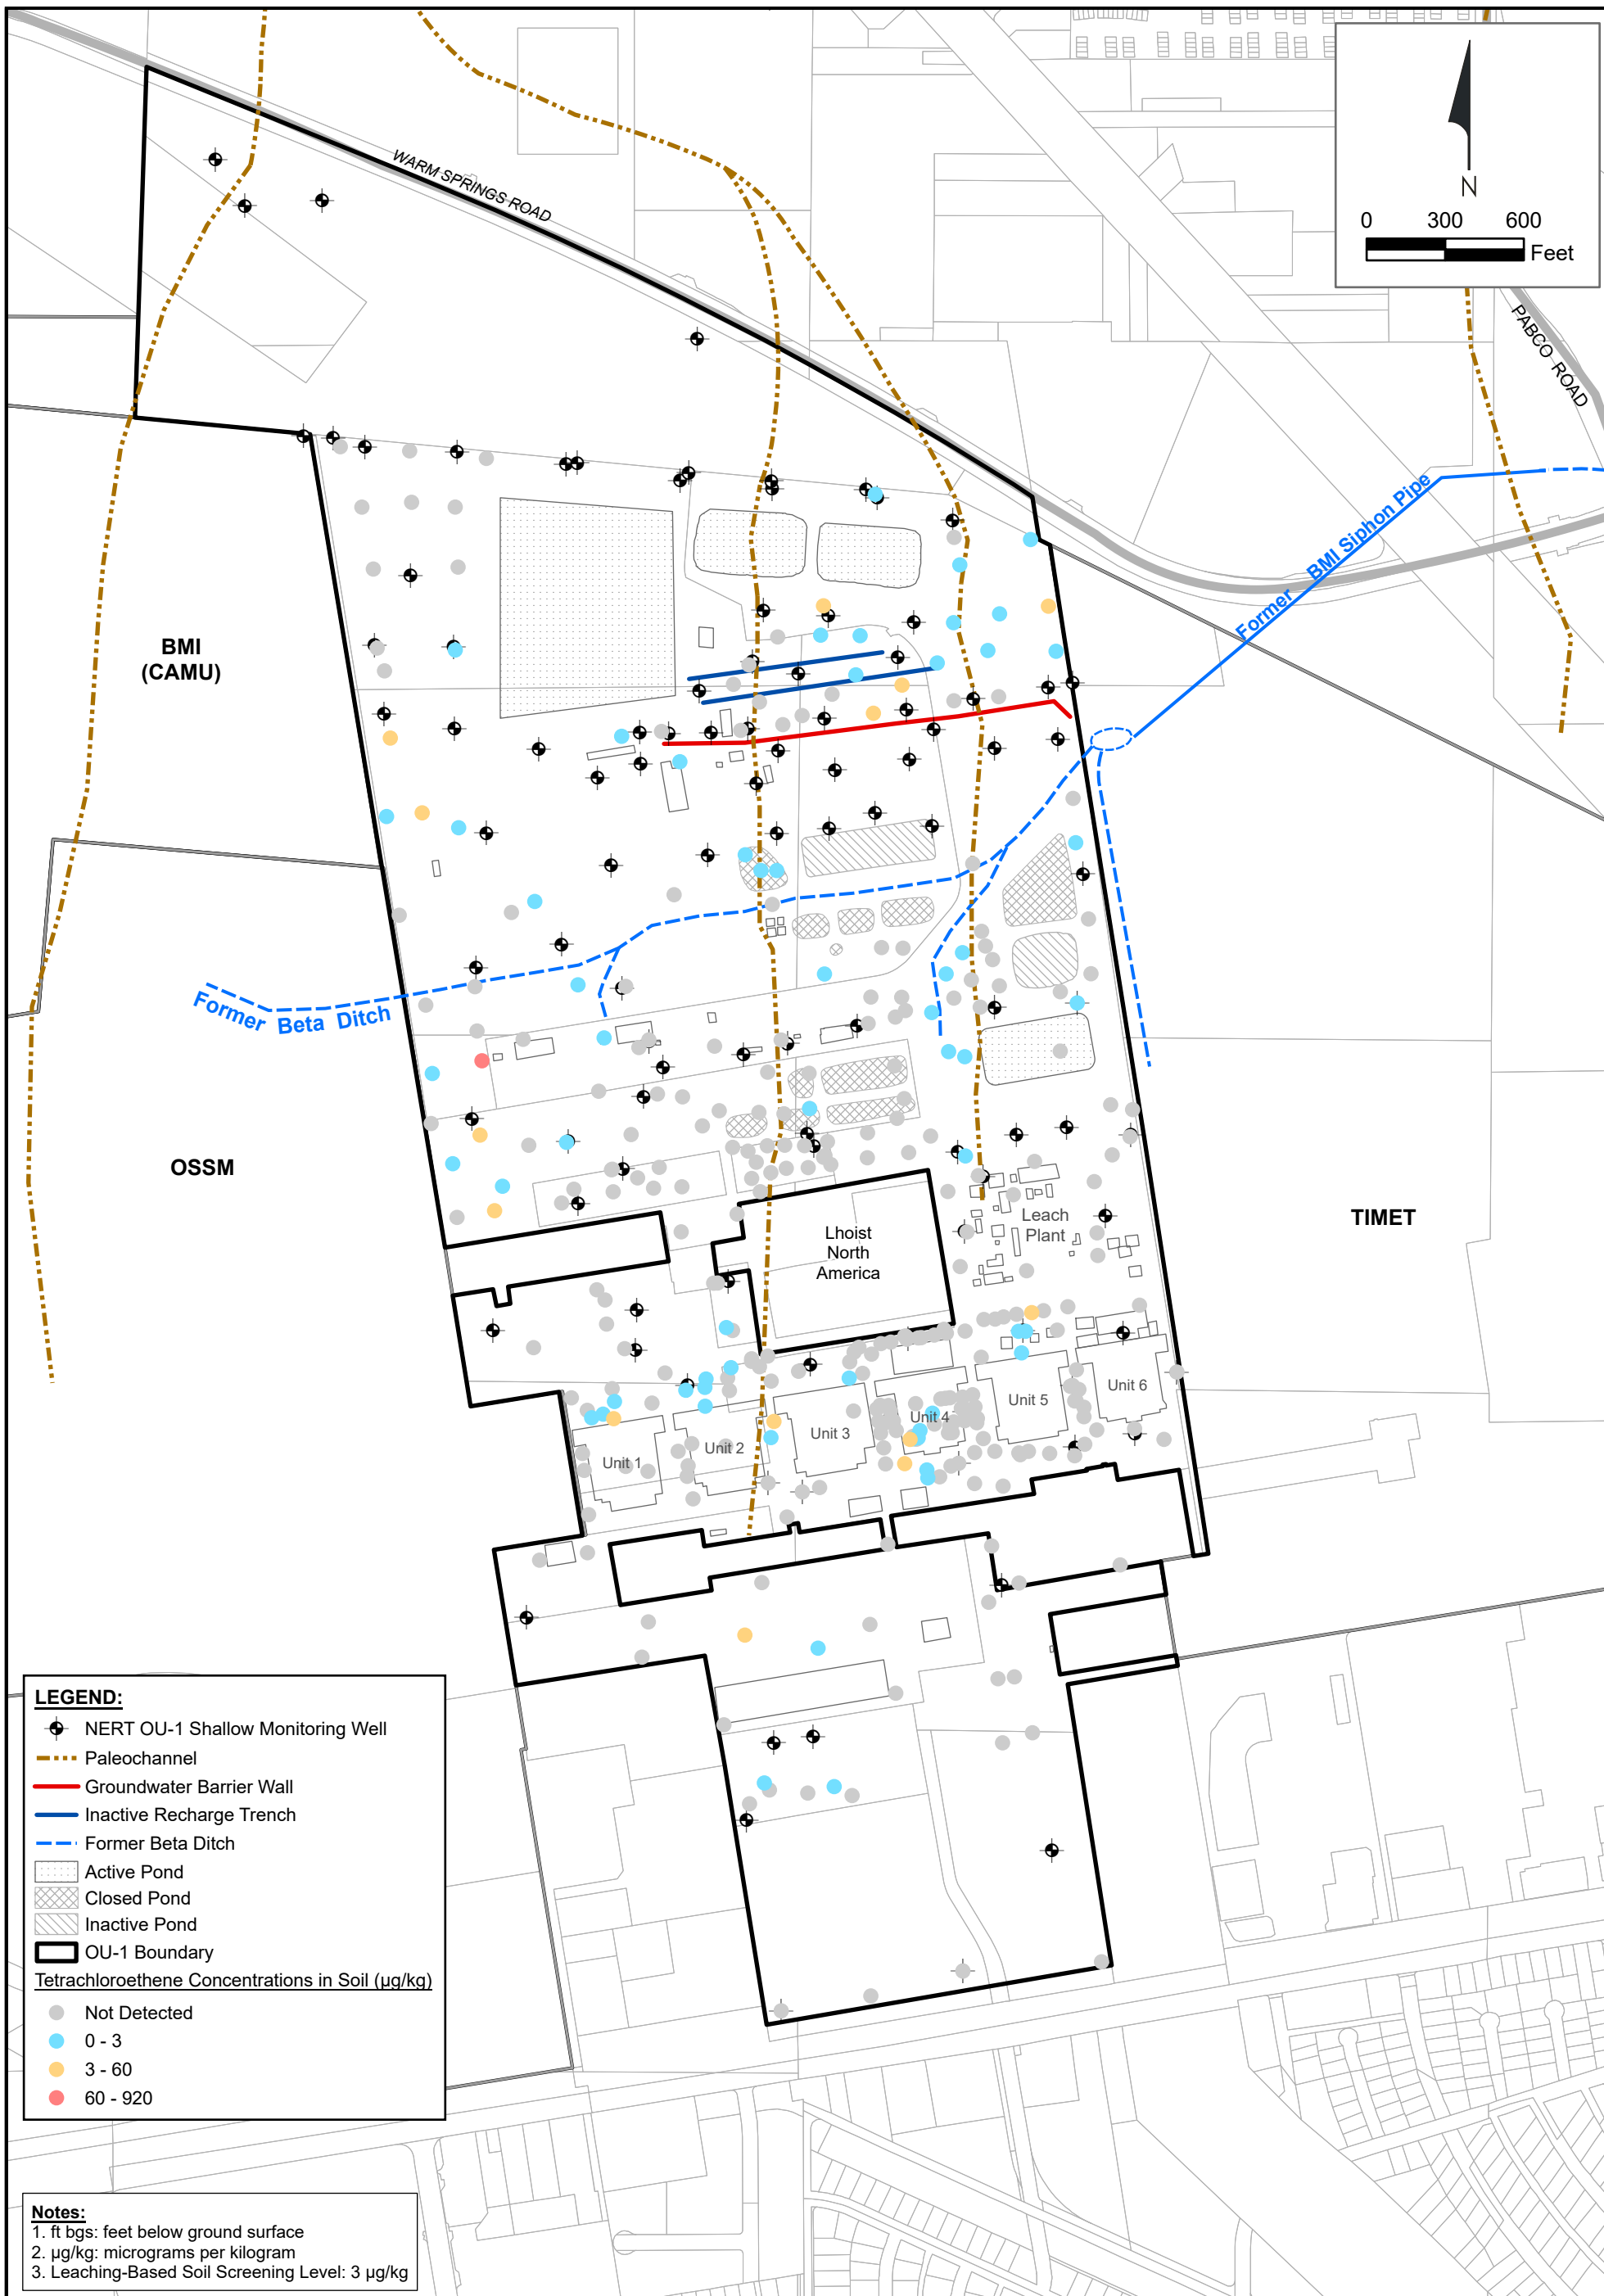 WARM SPRINGS ROAD
N
0 300 600
Feet
PABCO ROAD
Former BMI Siphon Pipe
BMI
(CAMU)
Former Beta Ditch
OSSM
Lhoist
North
America
Leach
Plant
TIMET
Unit 1
Unit 2
Unit 3
Unit 4
Unit 5
Unit 6
LEGEND:
NERT OU-1 Shallow Monitoring Well
Paleochannel
Groundwater Barrier Wall
Inactive Recharge Trench
Former Beta Ditch
Active Pond
Closed Pond
Inactive Pond
OU-1 Boundary
Tetrachloroethene Concentrations in Soil (µg/kg)
Not Detected
0 - 3
3 - 60
60 - 920
Notes:
1. ft bgs: feet below ground surface
2. µg/kg: micrograms per kilogram
3. Leaching-Based Soil Screening Level: 3 µg/kg